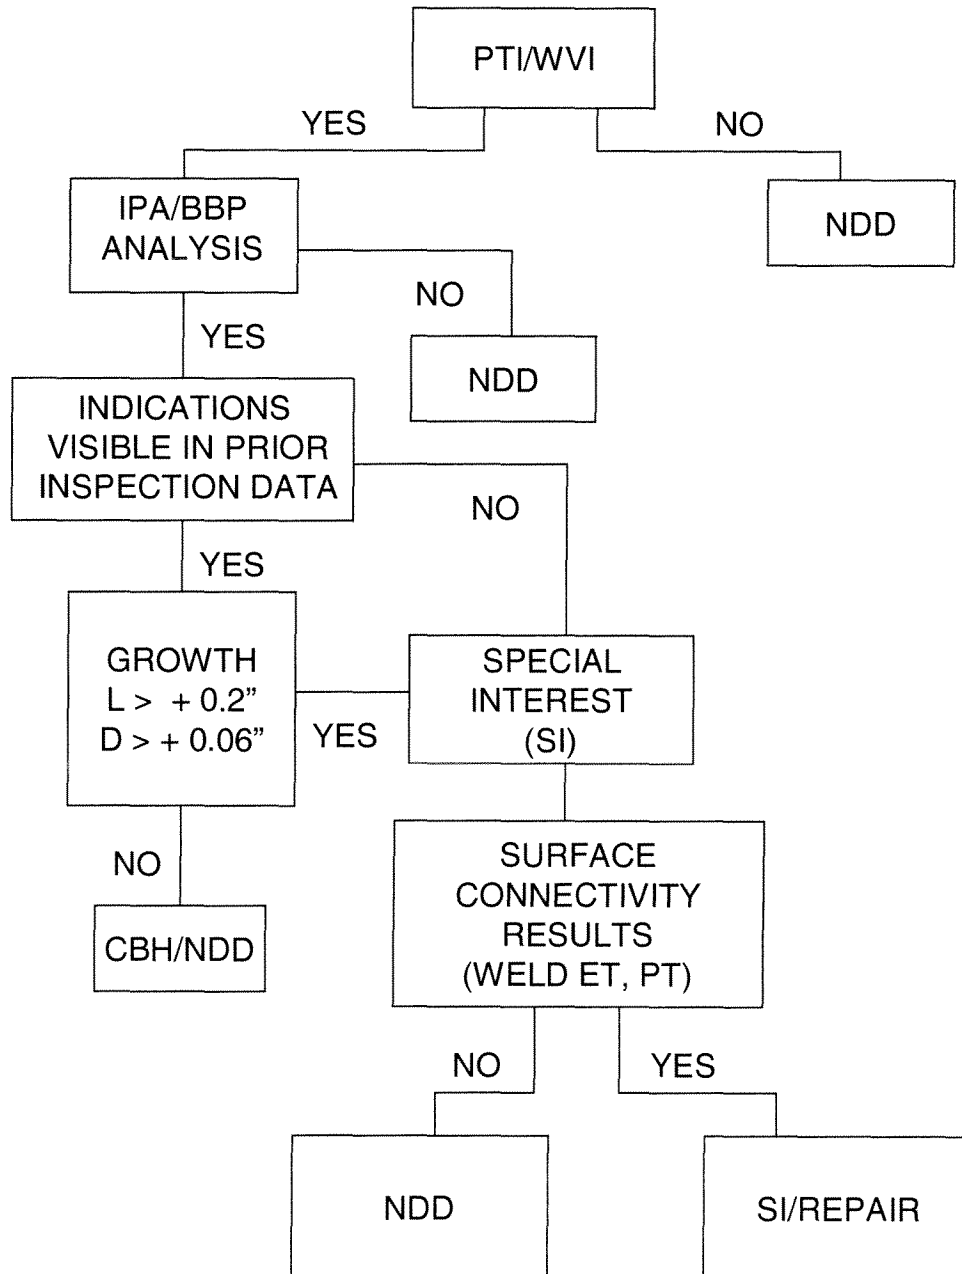 PTI/WVI
YES
NO
IPA/BBP
ANALYSIS
NDD
NO
YES
NDD
INDICATIONS
VISIBLE IN PRIOR
INSPECTION DATA
NO
YES
GROWTH
L > + 0.2”
D > + 0.06”
SPECIAL
INTEREST
(SI)
YES
SURFACE
CONNECTIVITY
RESULTS
(WELD ET, PT)
NO
CBH/NDD
NO
YES
NDD
SI/REPAIR